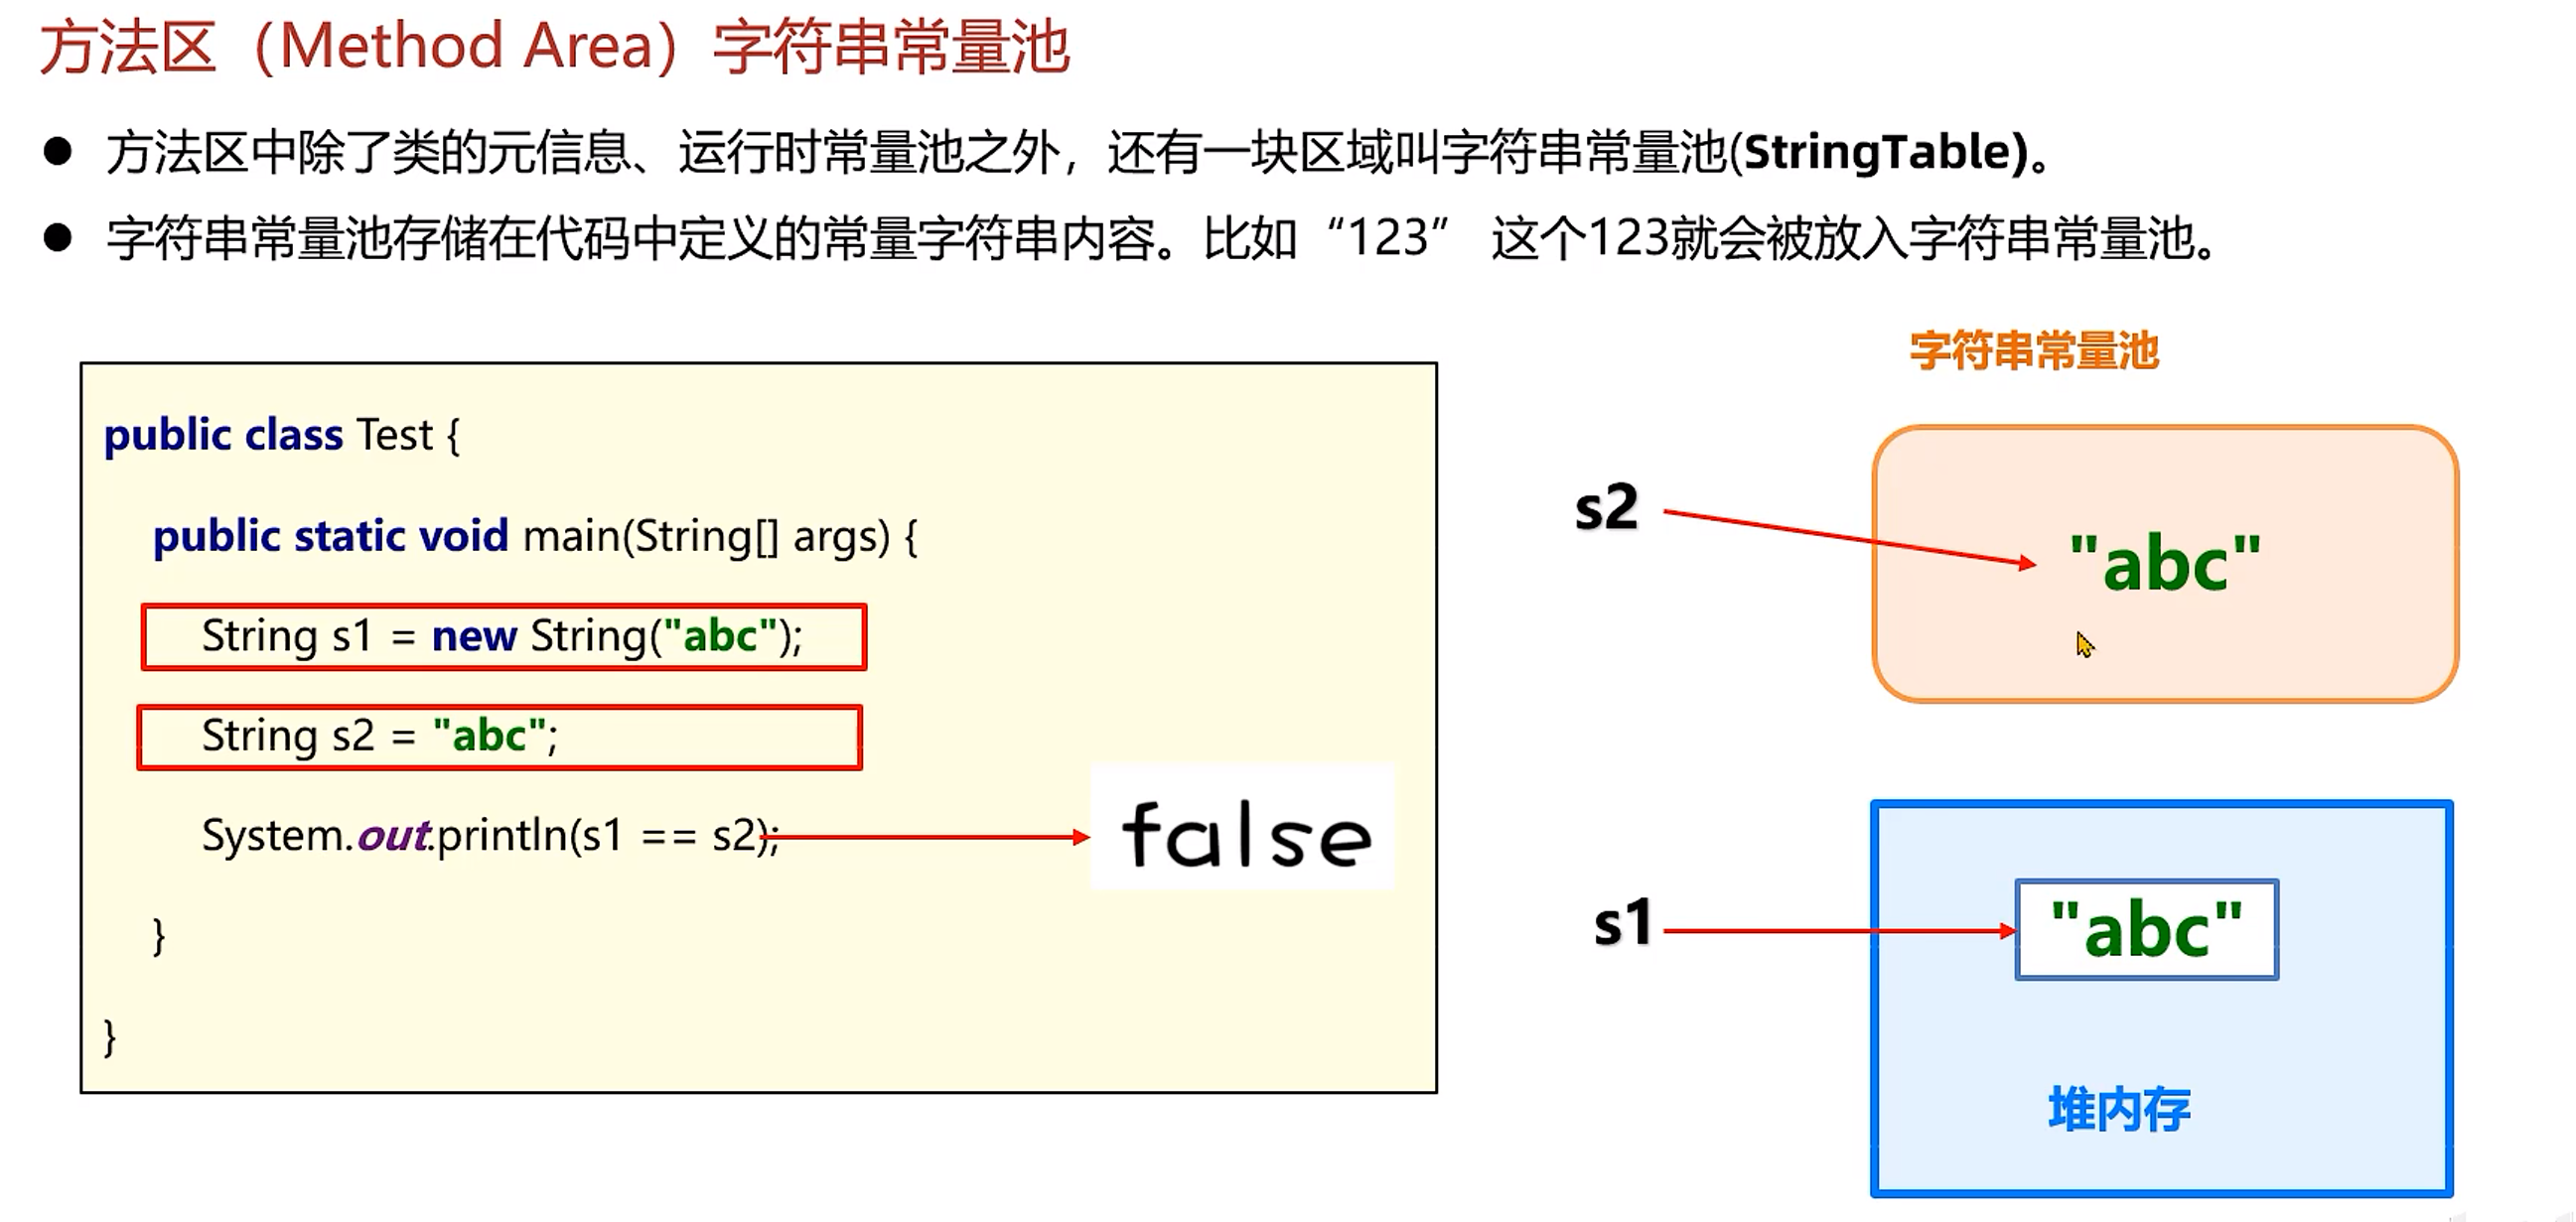 方法区（Method Area）字符串常量池
● 方法区中除了类的元信息、运行时常量池之外，还有一块区域叫字符串常量池(StringTable)。
● 字符串常量池存储在代码中定义的常量字符串内容。比如“123” 这个123就会被放入字符串常量池。
public class Test {
public static void main(String[] args) {
String s1 = new String("abc");
String s2 = "abc";
System.out.println(s1 == s2);
false
}
}
字符串常量池
s2
"abc"
s1
"abc"
堆内存